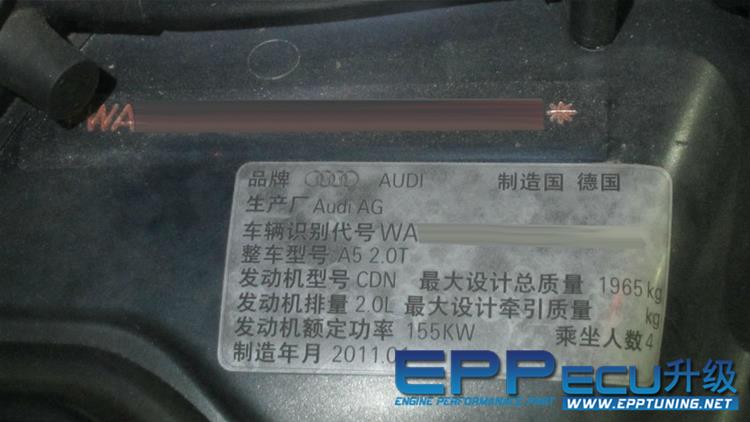 WA *
品牌 AUDI 制造国 德国
生产厂 Audi AG
车辆识别代号 WA
整车型号 A5 2.0T
发动机型号 CDN 最大设计总质量 1965 kg
发动机排量 2.0L 最大设计牵引质量 kg
发动机额定功率 155KW 乘坐人数 4
制造年月 2011.0
EPP ECU升级
ENGINE PERFORMANCE PART WWW.EPPTUNING.NET